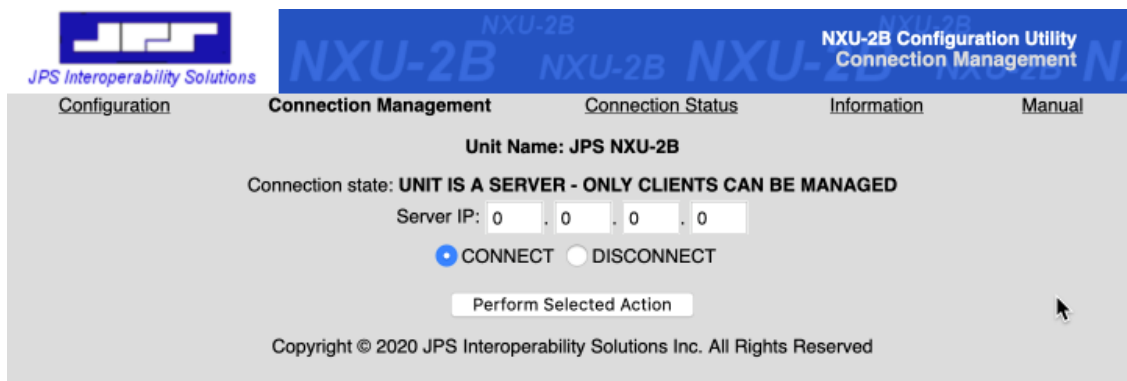 JPS
JPS Interoperability Solutions
NXU-2B
NXU-2B
NXU-2B
NXU-2B Configuration Utility
Connection Management
Configuration Connection Management Connection Status Information Manual
Unit Name: JPS NXU-2B
Connection state: UNIT IS A SERVER - ONLY CLIENTS CAN BE MANAGED
Server IP: 0 . 0 . 0 . 0
CONNECT DISCONNECT
Perform Selected Action
Copyright © 2020 JPS Interoperability Solutions Inc. All Rights Reserved